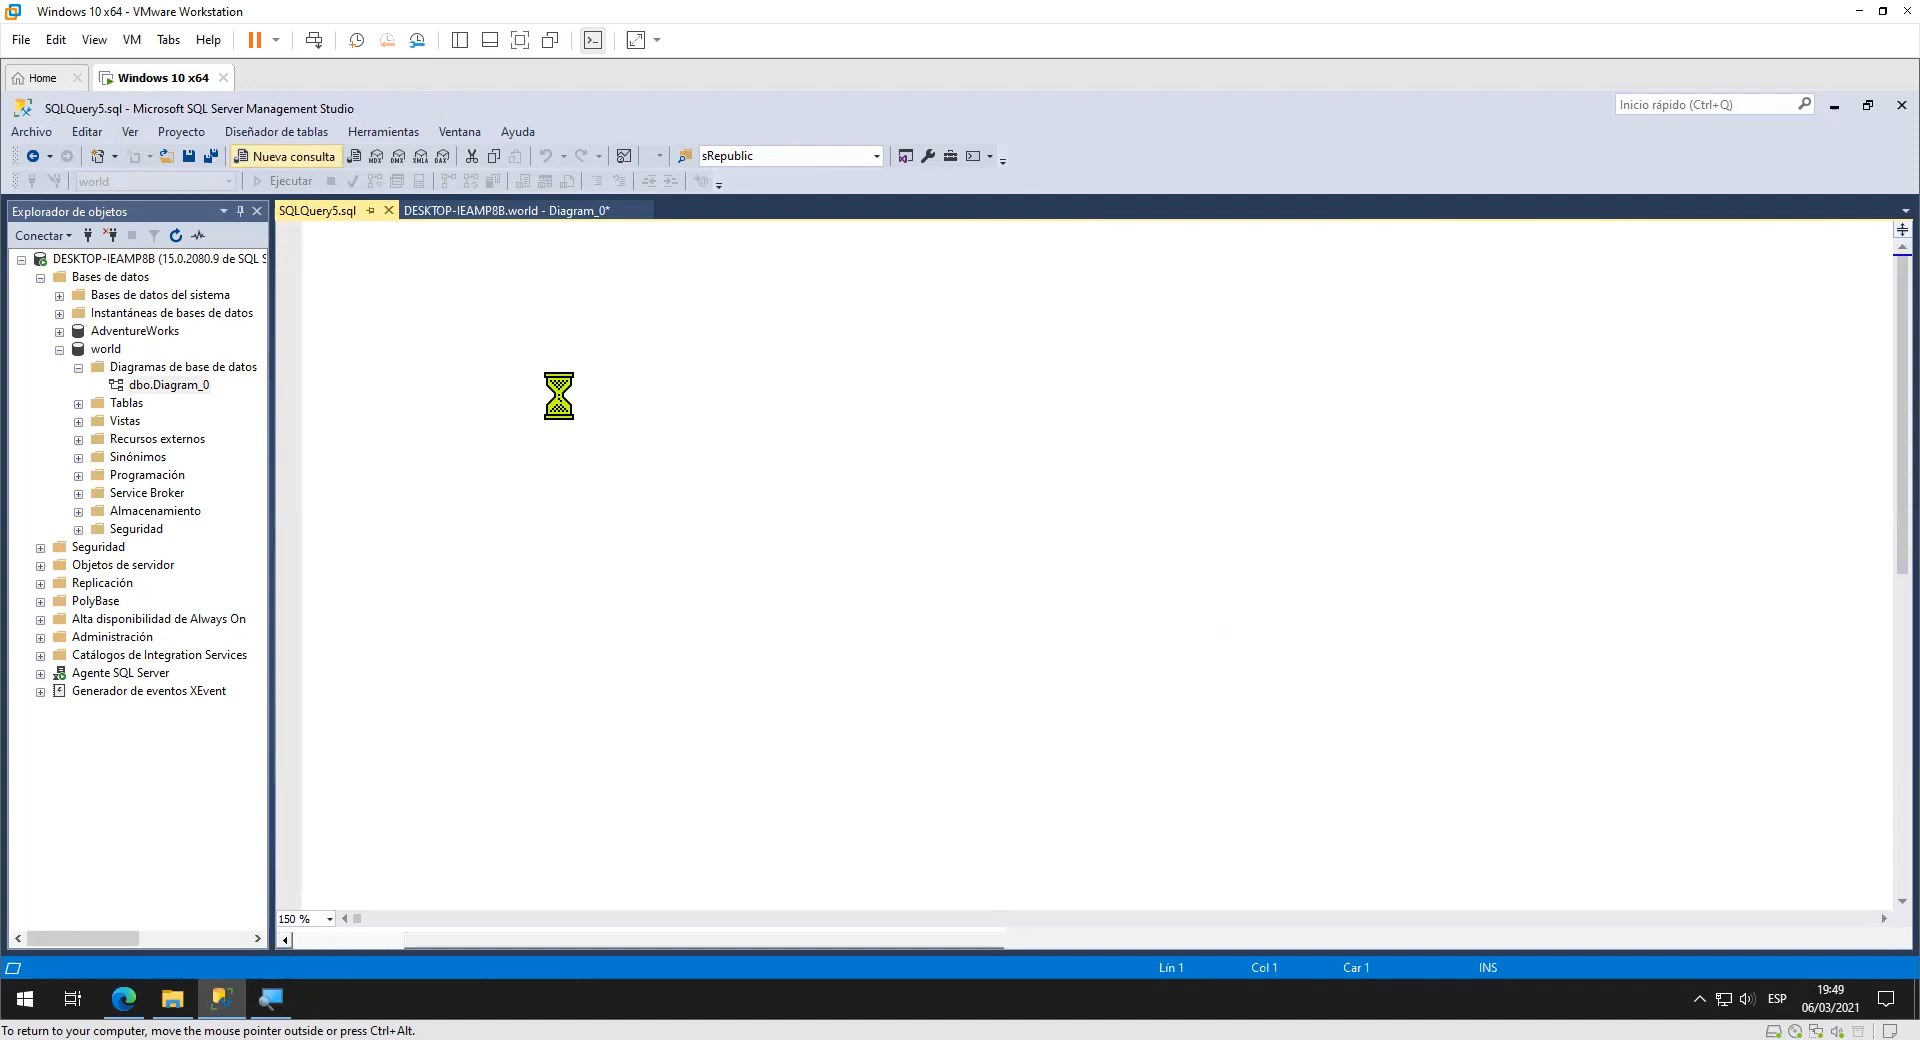 Windows 10 x64 - VMware Workstation
File Edit View VM Tabs Help
Home
Windows 10 x64
SQLQuery5.sql - Microsoft SQL Server Management Studio
Inicio rápido (Ctrl+Q)
Archivo Editar Ver Proyecto Diseñador de tablas Herramientas Ventana Ayuda
Nueva consulta
MDX DMX XMLA DAX
sRepublic
world
Ejecutar
Explorador de objetos
SQLQuery5.sql
DESKTOP-IEAMP8B.world - Diagram_0*
Conectar
DESKTOP-IEAMP8B (15.0.2080.9 de SQL S
Bases de datos
Bases de datos del sistema
Instantáneas de bases de datos
AdventureWorks
world
Diagramas de base de datos
dbo.Diagram_0
Tablas
Vistas
Recursos externos
Sinónimos
Programación
Service Broker
Almacenamiento
Seguridad
Seguridad
Objetos de servidor
Replicación
PolyBase
Alta disponibilidad de Always On
Administración
Catálogos de Integration Services
Agente SQL Server
Generador de eventos XEvent
150 %
Lín 1 Col 1 Car 1 INS
ESP
19:49
06/03/2021
To return to your computer, move the mouse pointer outside or press Ctrl+Alt.